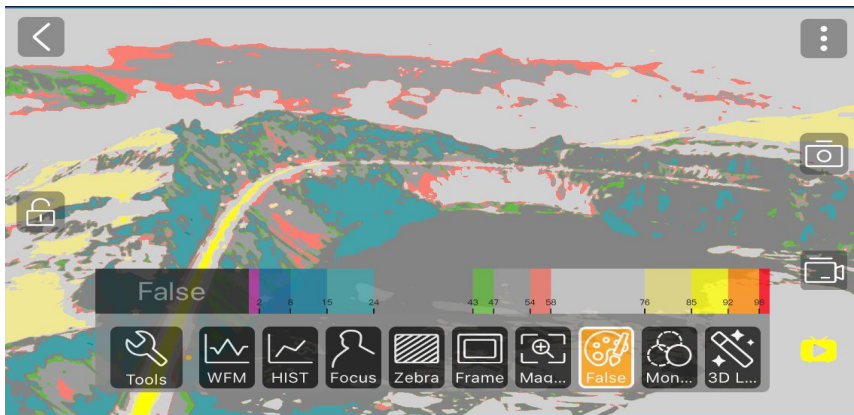 False
2 8 15 24 43 47 54 58 76 85 92 98
Tools WFM HIST Focus Zebra Frame Mag... False Mon... 3D L...